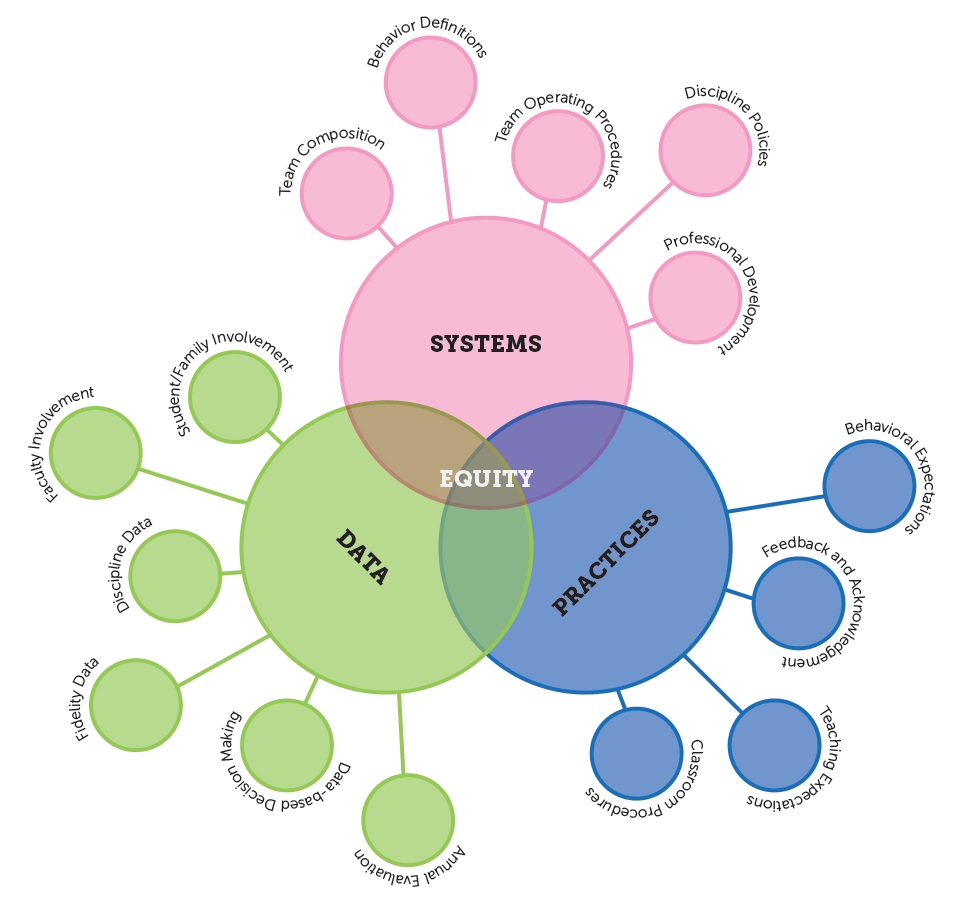 Behavior Definitions
Team Composition
Team Operating Procedures
Discipline Policies
Professional Development
SYSTEMS
Student/Family Involvement
Faculty Involvement
Discipline Data
Fidelity Data
Data-based Decision Making
Annual Evaluation
DATA
EQUITY
PRACTICES
Behavioral Expectations
Feedback and Acknowledgement
Teaching Expectations
Classroom Procedures